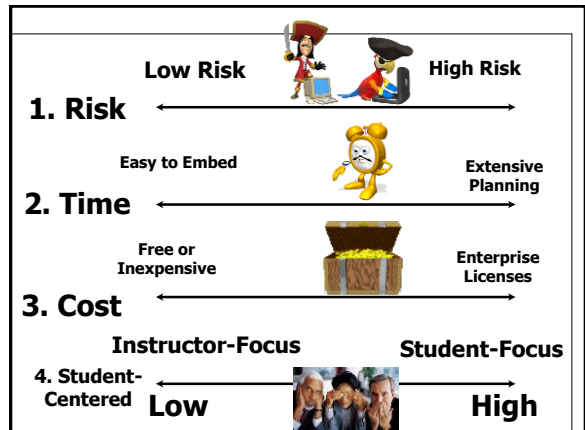 Low Risk
High Risk
1. Risk
Easy to Embed
Extensive
Planning
2. Time
Free or
Inexpensive
Enterprise
Licenses
3. Cost
Instructor-Focus
Student-Focus
4. Student-
Centered
Low
High